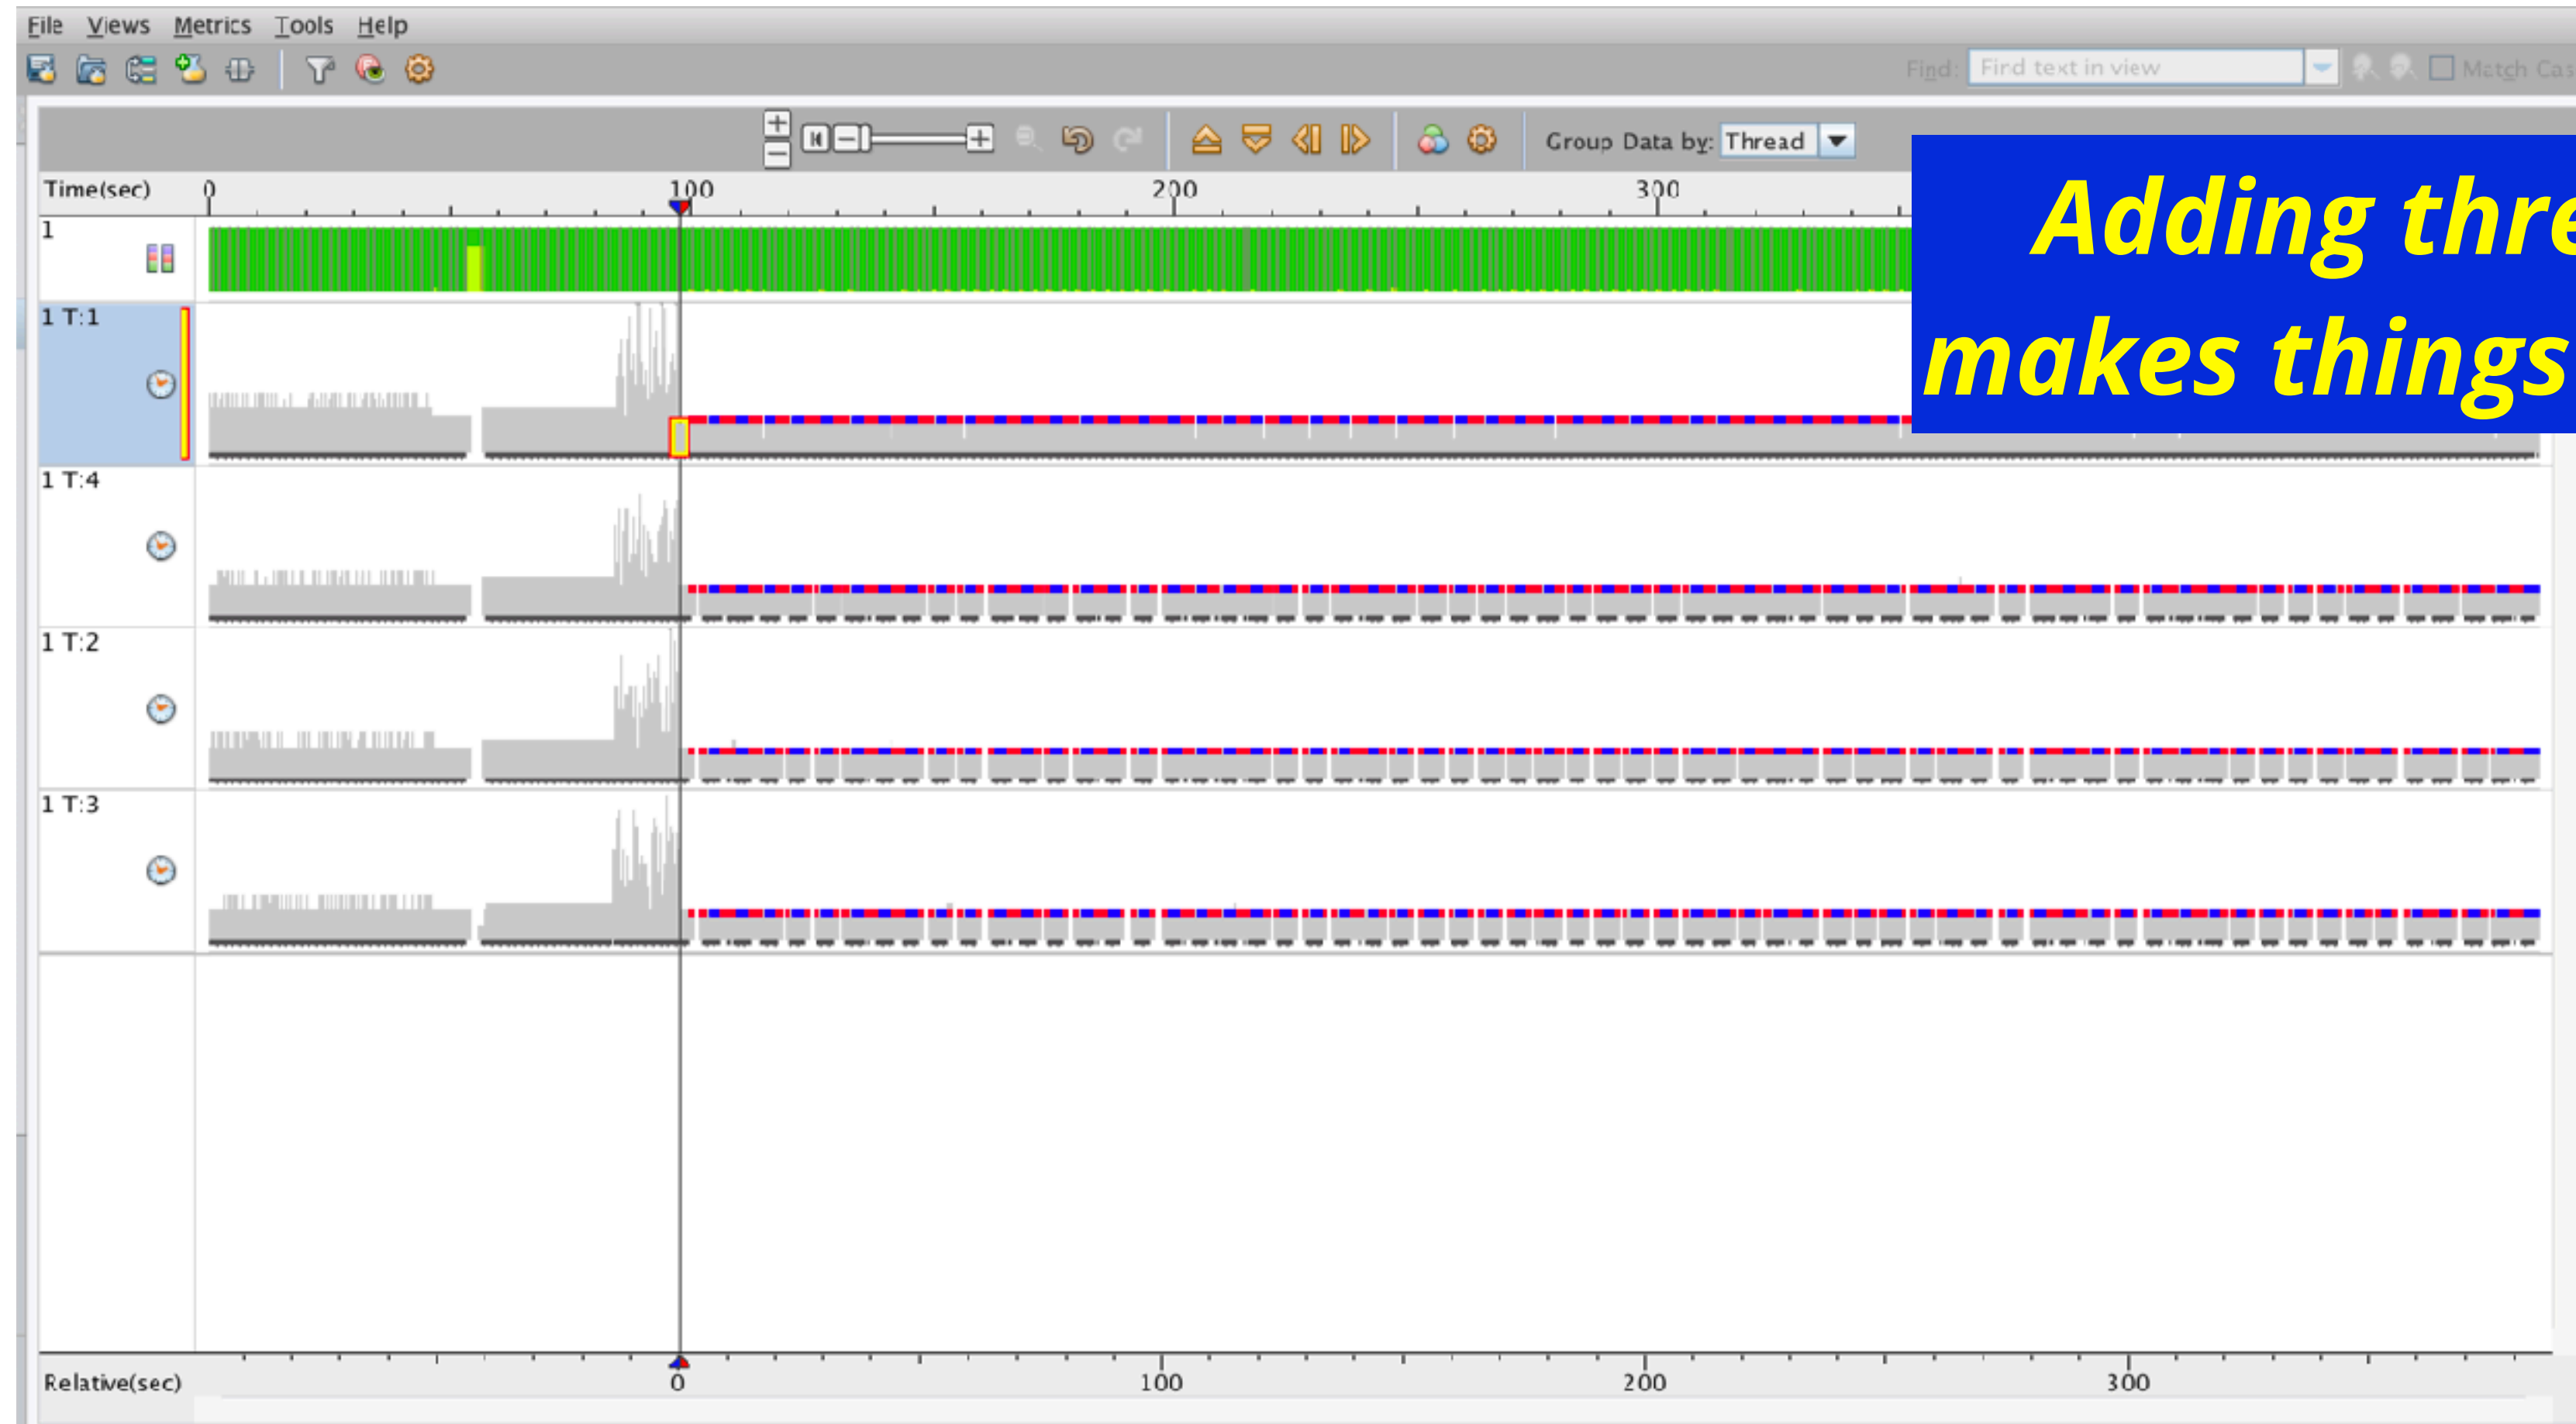 File Views Metrics Tools Help
Find: Find text in view Match Cas
Group Data by: Thread
Time(sec) 0 100 200 300
Adding thre
makes things
1
1 T:1
1 T:4
1 T:2
1 T:3
Relative(sec) 0 100 200 300